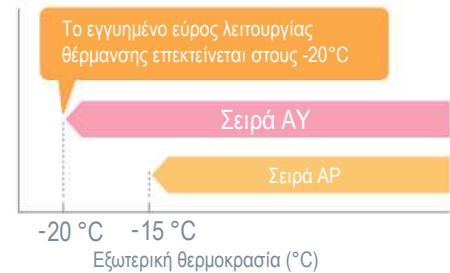 Το εγγυημένο εύρος λειτουργίας
θέρμανσης επεκτείνεται στους -20°C
Σειρά AY
Σειρά AP
-20 °C -15 °C
Εξωτερική θερμοκρασία (°C)